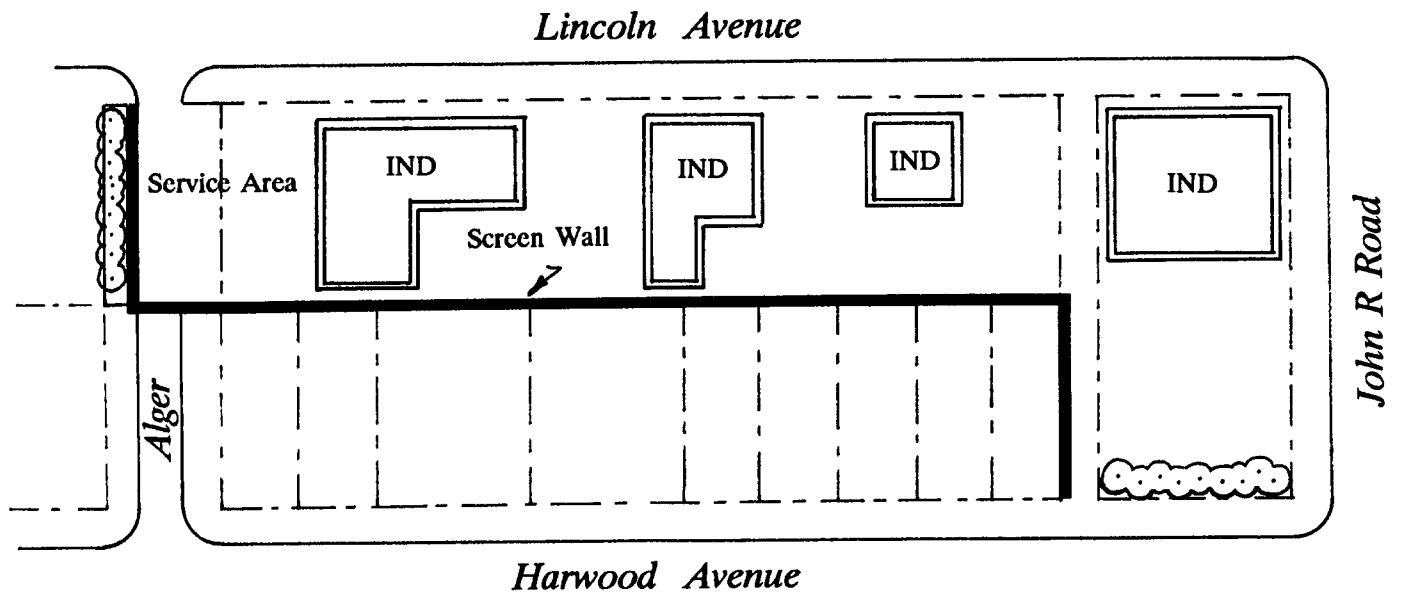 Lincoln Avenue
IND
IND
IND
IND
Service Area
Screen Wall
John R Road
Alger
Harwood Avenue